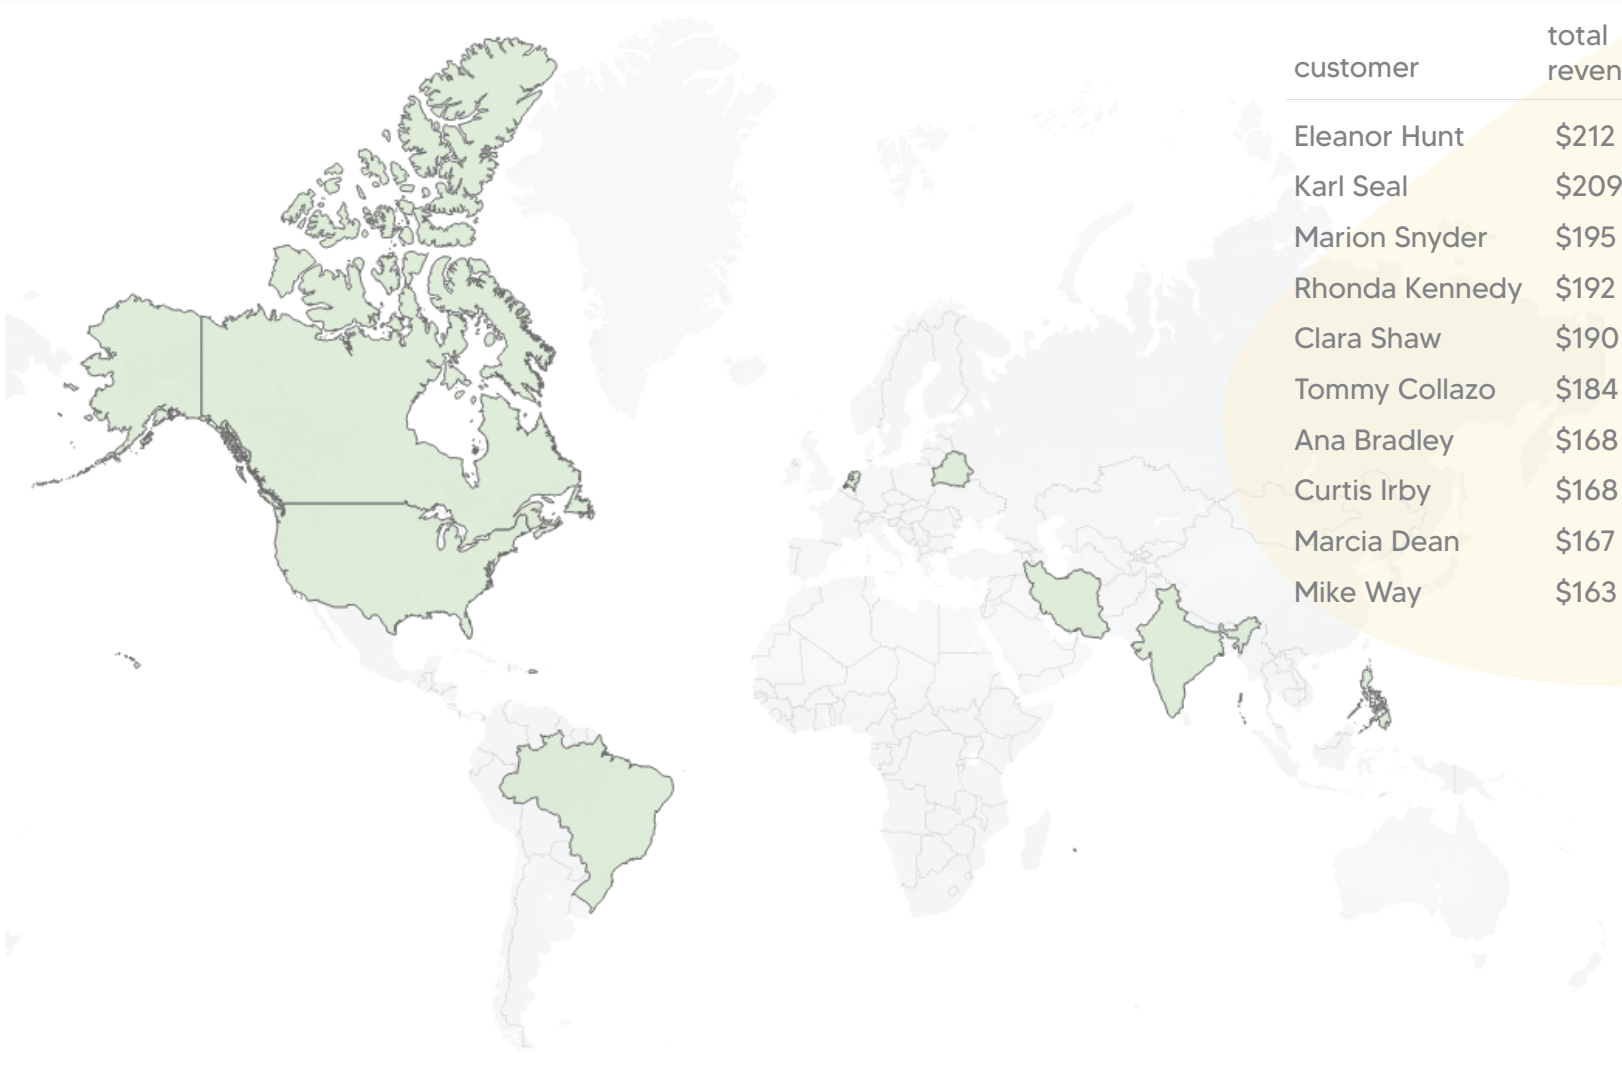 customer total
reven
Eleanor Hunt $212
Karl Seal $209
Marion Snyder $195
Rhonda Kennedy $192
Clara Shaw $190
Tommy Collazo $184
Ana Bradley $168
Curtis Irby $168
Marcia Dean $167
Mike Way $163